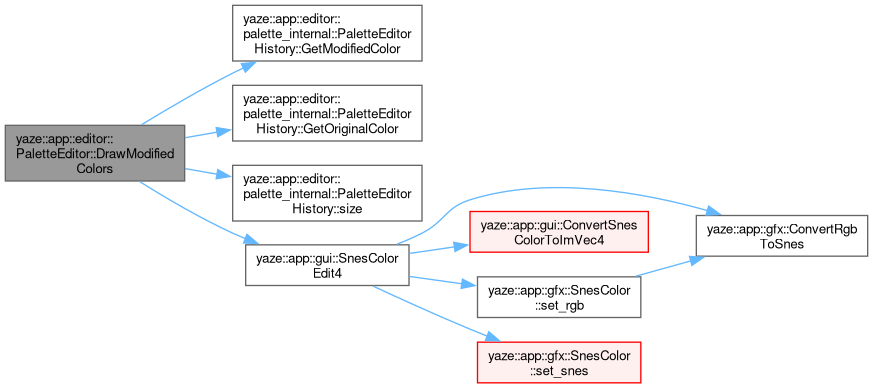 yaze::app::editor::
palette_internal::PaletteEditor
History::GetModifiedColor
yaze::app::editor::
palette_internal::PaletteEditor
History::GetOriginalColor
yaze::app::editor::
PaletteEditor::DrawModified
Colors
yaze::app::editor::
palette_internal::PaletteEditor
History::size
yaze::app::gui::SnesColor
Edit4
yaze::app::gui::ConvertSnes
ColorToImVec4
yaze::app::gfx::ConvertRgb
ToSnes
yaze::app::gfx::SnesColor
::set_rgb
yaze::app::gfx::SnesColor
::set_snes